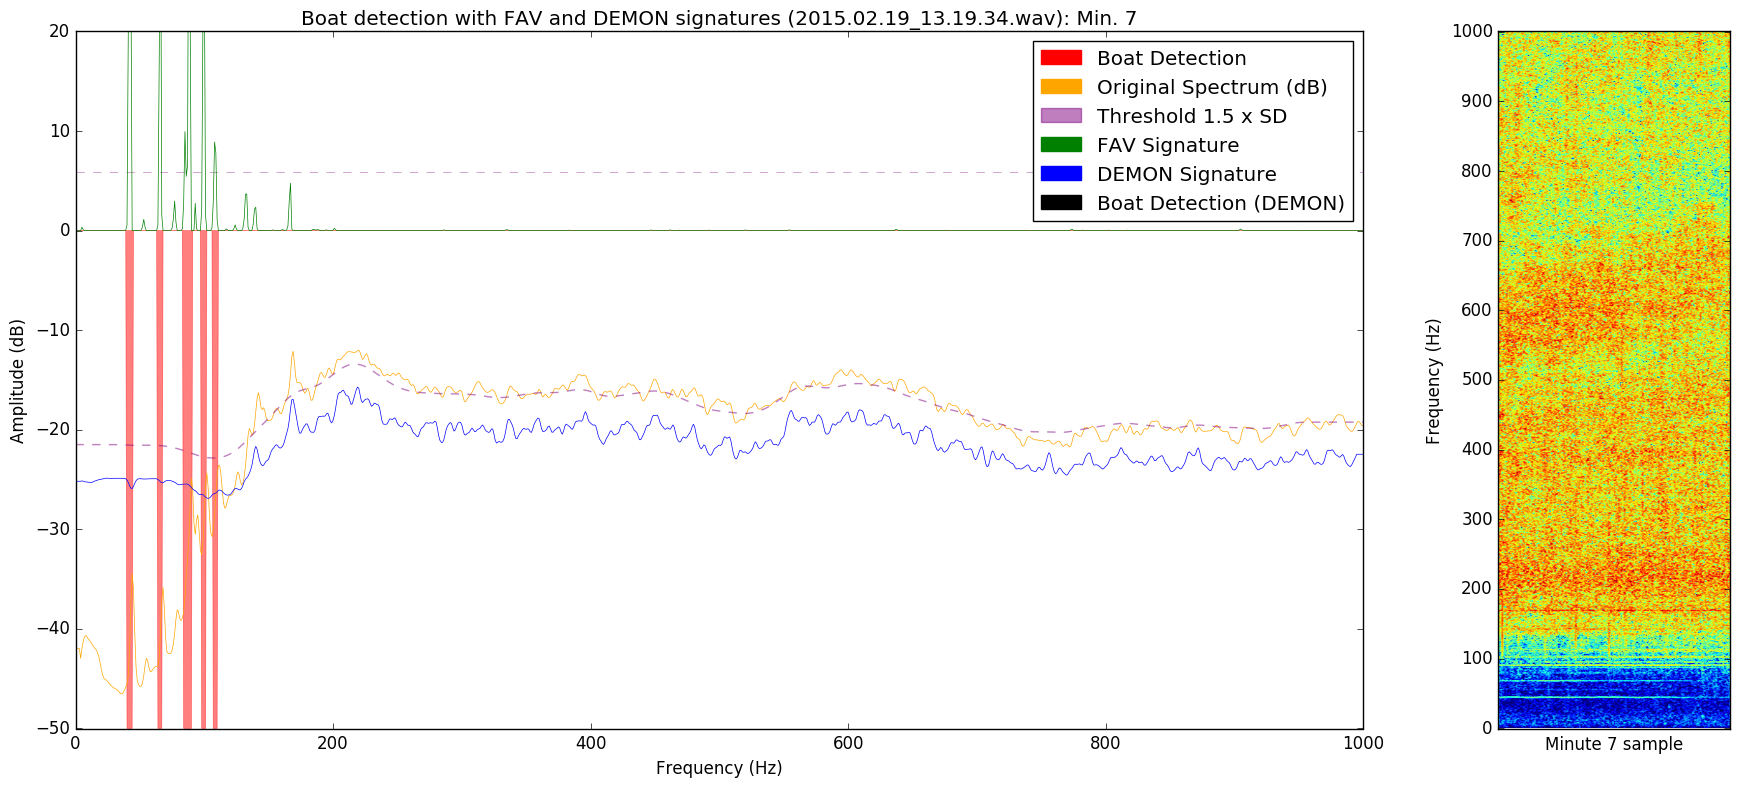 Boat detection with FAV and DEMON signatures (2015.02.19_13.19.34.wav): Min. 7
Amplitude (dB)
20
10
0
−10
−20
−30
−40
−50
Boat Detection
Original Spectrum (dB)
Threshold 1.5 x SD
FAV Signature
DEMON Signature
Boat Detection (DEMON)
0 200 400 600 800 1000
Frequency (Hz)
Frequency (Hz)
1000
900
800
700
600
500
400
300
200
100
0
Minute 7 sample